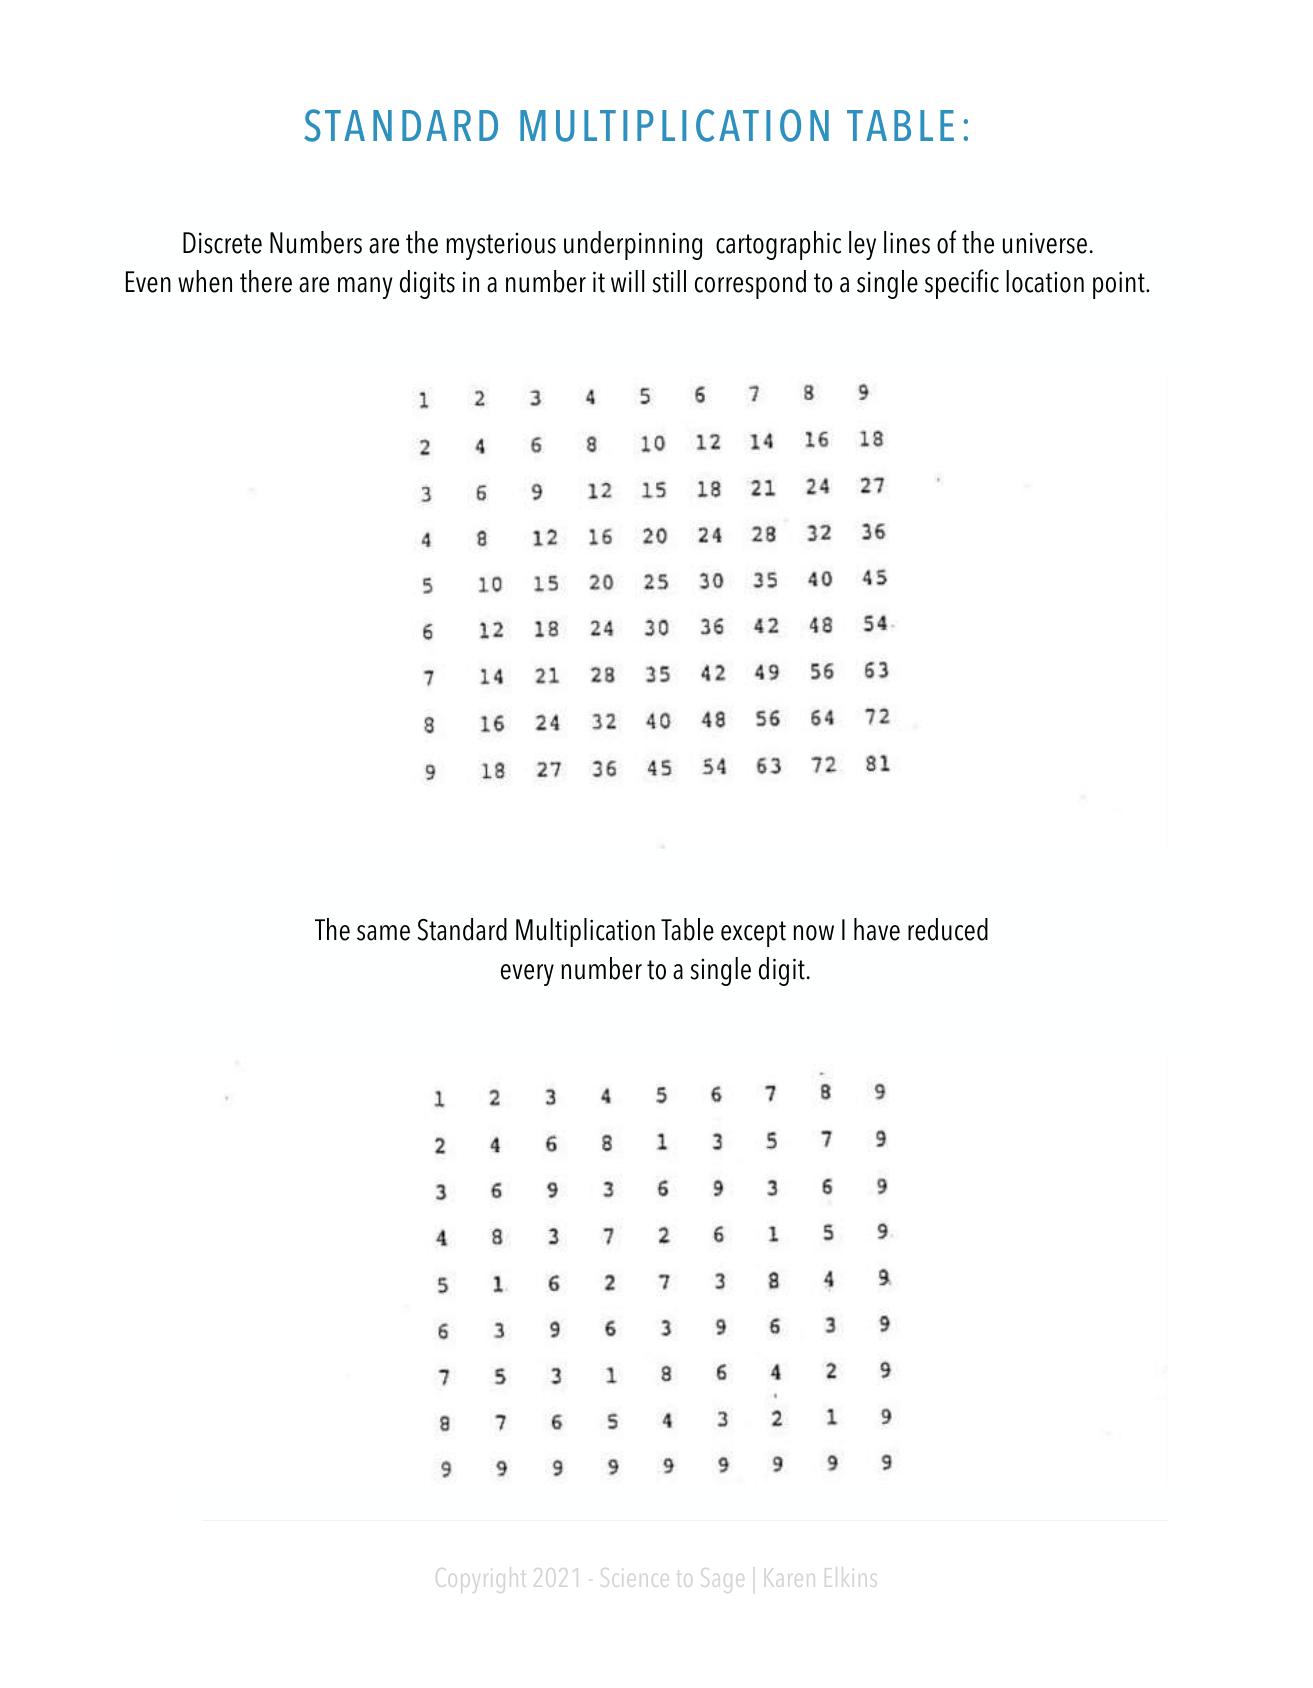 STANDARD MULTIPLICATION TABLE:
Discrete Numbers are the mysterious underpinning cartographic ley lines of the universe.
Even when there are many digits in a number it will still correspond to a single specific location point.
1 2 3 4 5 6 7 8 9
2 4 6 8 10 12 14 16 18
3 6 9 12 15 18 21 24 27
4 8 12 16 20 24 28 32 36
5 10 15 20 25 30 35 40 45
6 12 18 24 30 36 42 48 54
7 14 21 28 35 42 49 56 63
8 16 24 32 40 48 56 64 72
9 18 27 36 45 54 63 72 81
The same Standard Multiplication Table except now I have reduced
every number to a single digit.
1 2 3 4 5 6 7 8 9
2 4 6 8 1 3 5 7 9
3 6 9 3 6 9 3 6 9
4 8 3 7 2 6 1 5 9
5 1 6 2 7 3 8 4 9
6 3 9 6 3 9 6 3 9
7 5 3 1 8 6 4 2 9
8 7 6 5 4 3 2 1 9
9 9 9 9 9 9 9 9 9
Copyright 2021 - Science to Sage | Karen Elkins